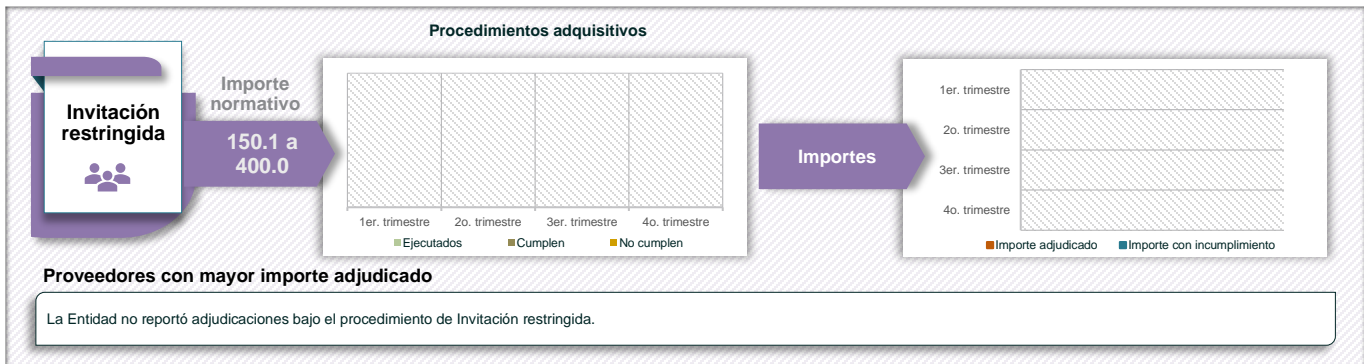 Procedimientos adquisitivos
Invitación
restringida
Importe
normativo
150.1 a
400.0
1er. trimestre
2o. trimestre
3er. trimestre
4o. trimestre
Ejecutados
Cumplen
No cumplen
Importes
1er. trimestre
2o. trimestre
3er. trimestre
4o. trimestre
Importe adjudicado
Importe con incumplimiento
Proveedores con mayor importe adjudicado
La Entidad no reportó adjudicaciones bajo el procedimiento de Invitación restringida.